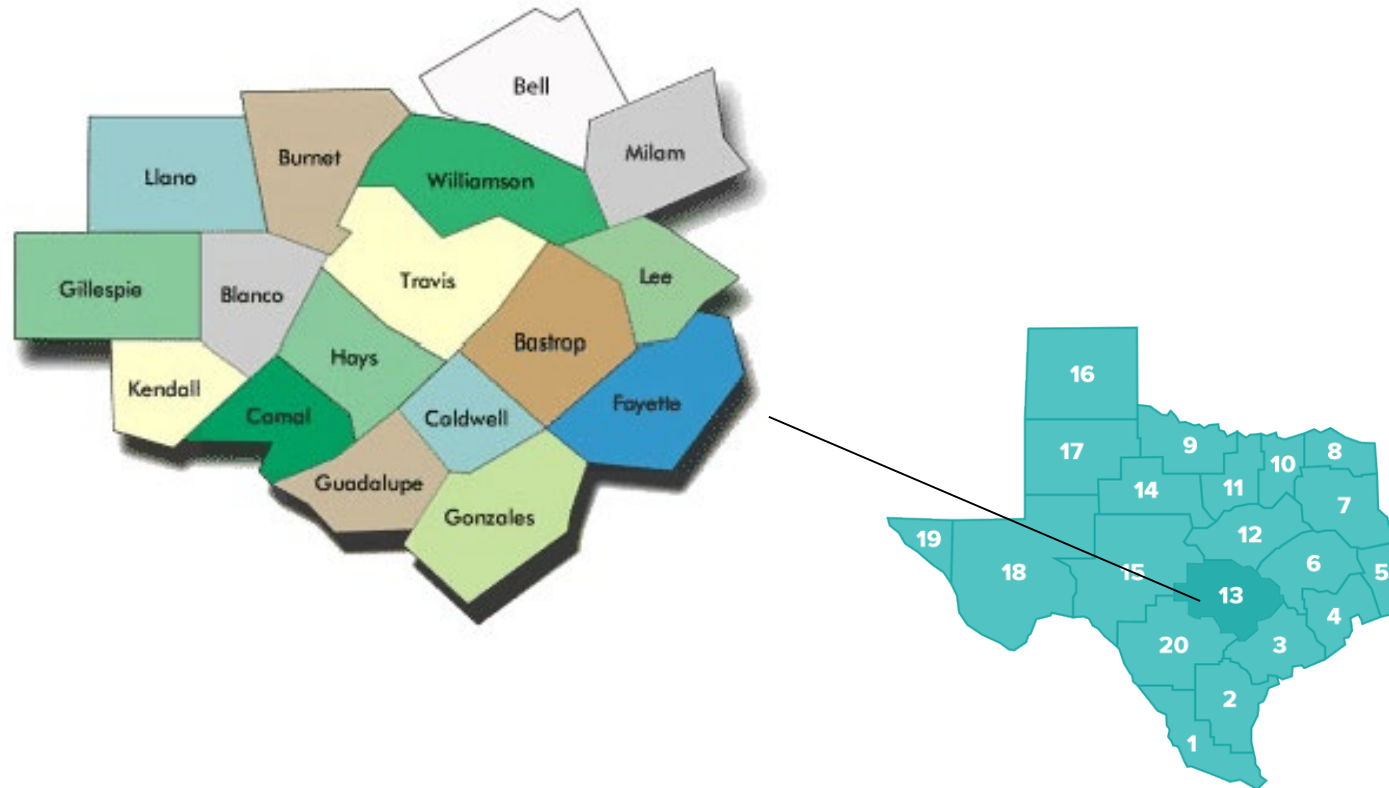 Bell
Milam
Burnet
Llano
Williamson
Travis
Lee
Gillespie
Blanco
Hays
Bastrop
Kendall
Comal
Caldwell
Fayette
Guadalupe
Gonzales
16
17
9
10
8
14
11
7
12
19
18
15
13
6
5
4
20
3
2
1